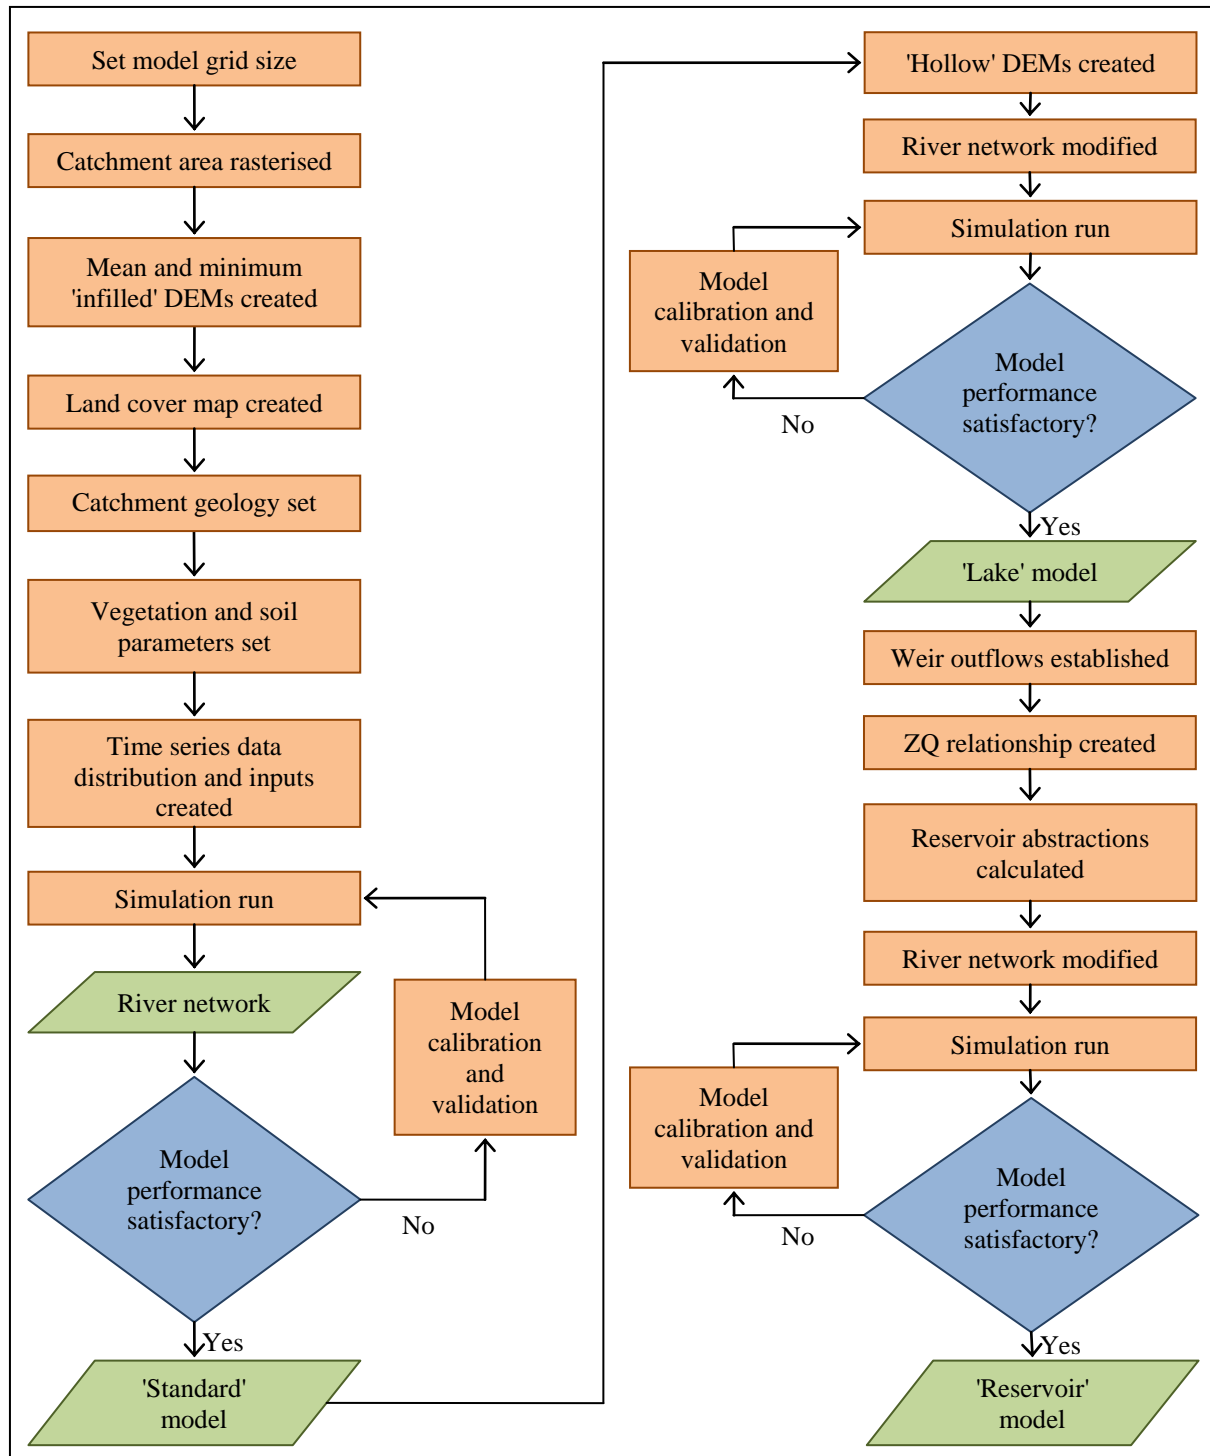 Set model grid size
Catchment area rasterised
Mean and minimum
'infilled' DEMs created
Land cover map created
Catchment geology set
Vegetation and soil
parameters set
Time series data
distribution and inputs
created
Simulation run
River network
Model
calibration
and
validation
Model
performance
satisfactory?
No
Yes
'Standard'
model
'Hollow' DEMs created
River network modified
Simulation run
Model
calibration and
validation
Model
performance
satisfactory?
No
Yes
'Lake' model
Weir outflows established
ZQ relationship created
Reservoir abstractions
calculated
River network modified
Simulation run
Model
calibration and
validation
Model
performance
satisfactory?
No
Yes
'Reservoir'
model